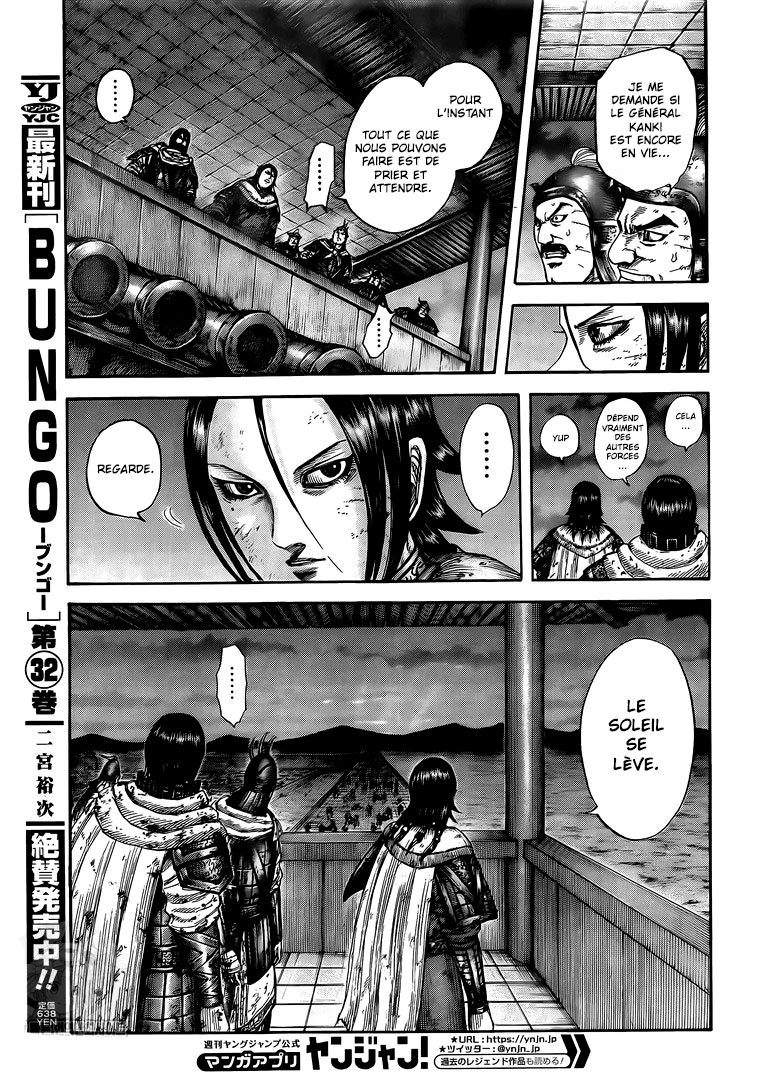 JE ME
DEMANDE SI
LE GÉNÉRAL
KANKI
EST ENCORE
EN VIE...
POUR
L'INSTANT
TOUT CE QUE
NOUS POUVONS
FAIRE EST DE
PRIER ET
ATTENDRE.
......
......
......
CELA
...
DÉPEND
VRAIMENT
DES
AUTRES
FORCES
...
YUP
......
REGARDE.
LE
SOLEIL
SE
LÈVE.
......
YJ
ヤンジャン
YJC
最新刊
[BUNGO―ブンゴ―]第㉜巻
二宮裕次
絶賛発売中!!
定価
638
YEN
週刊ヤングジャンプ公式
マンガアプリ
ヤンジャン!
★URL:https://ynjn.jp
★ツイッター:@ynjn_jp
過去のレジェンド作品も読める!